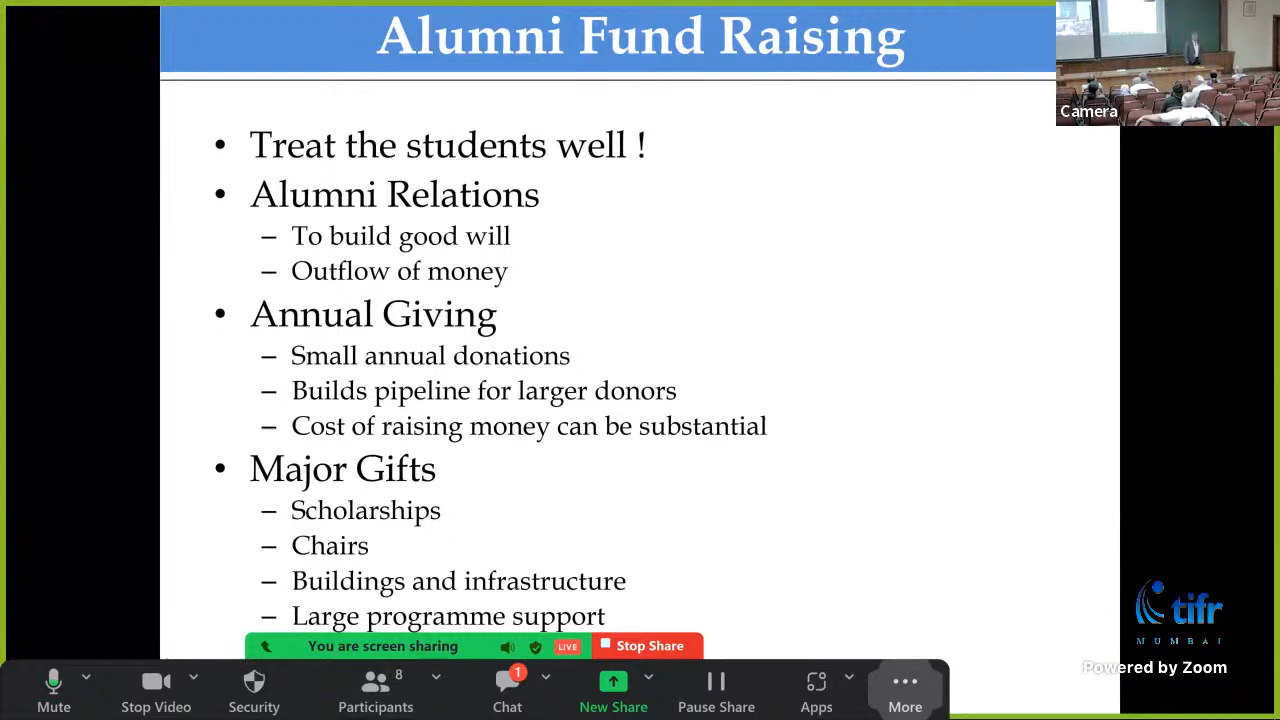 Alumni Fund Raising
Camera
• Treat the students well !
• Alumni Relations
– To build good will
– Outflow of money
• Annual Giving
– Small annual donations
– Builds pipeline for larger donors
– Cost of raising money can be substantial
• Major Gifts
– Scholarships
– Chairs
– Buildings and infrastructure
– Large programme support
tifr
MUMBAI
You are screen sharing
LIVE
Stop Share
Powered by Zoom
8
1
Mute
Stop Video
Security
Participants
Chat
New Share
Pause Share
Apps
More